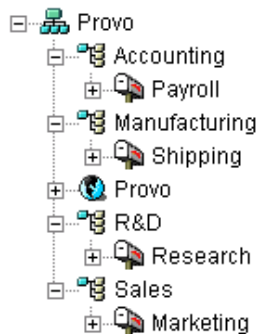 Provo
Accounting
Payroll
Manufacturing
Shipping
Provo
R&D
Research
Sales
Marketing